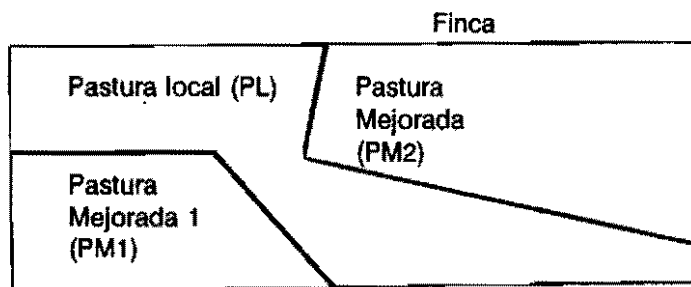 Finca
Pastura local (PL)
Pastura
Mejorada
(PM2)
Pastura
Mejorada 1
(PM1)